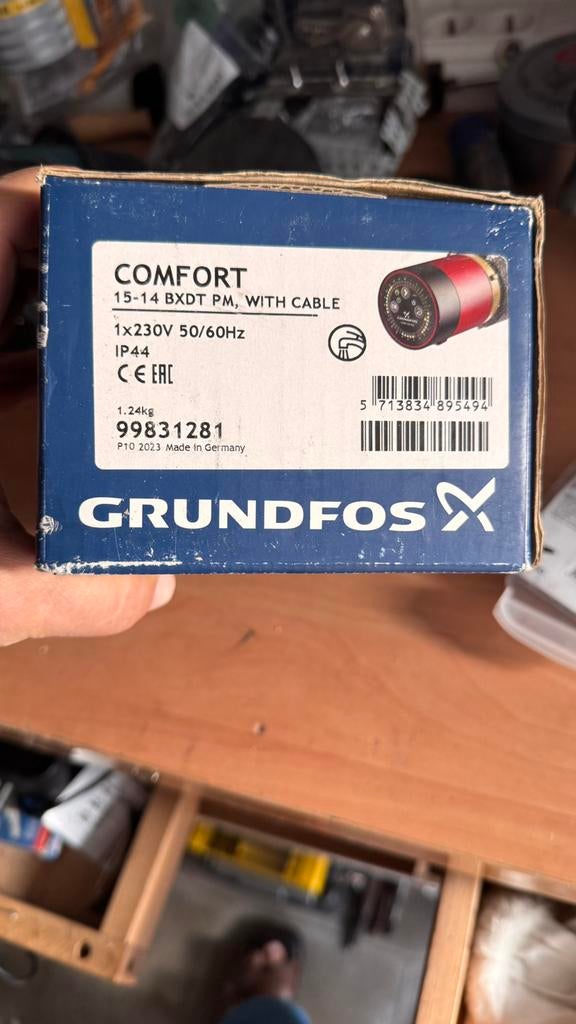 COMFORT
15-14 BXDT PM, WITH CABLE
1x230V 50/60Hz
IP44
CE EAC
1.24kg
99831281
P10 2023 Made in Germany
GRUNDFOS
5 713834 895494
GRUNDFOS